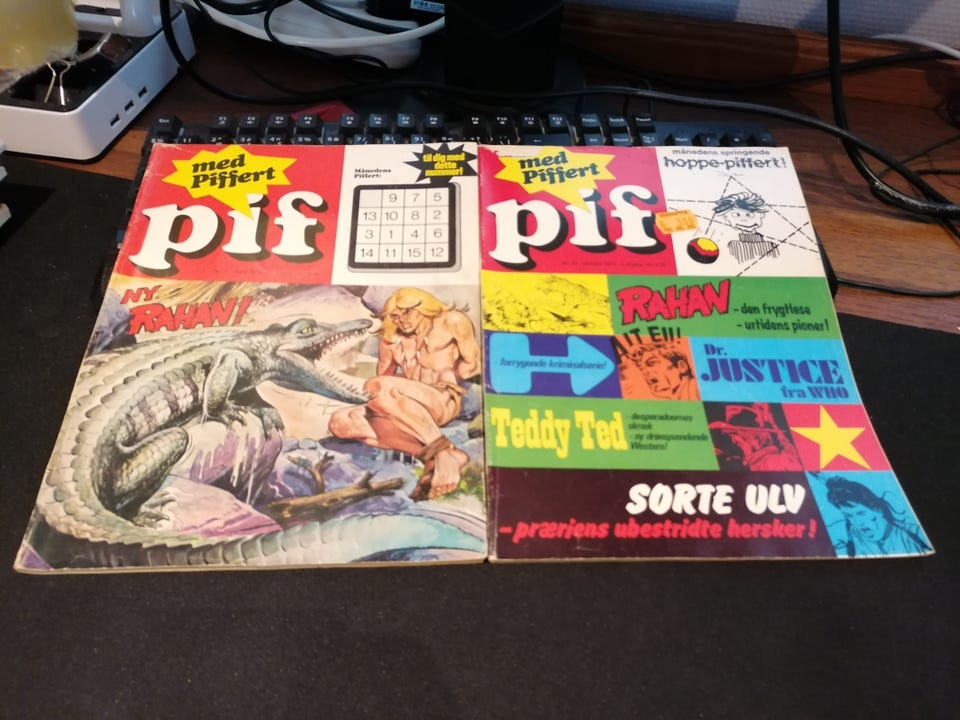 med
Piffert
pif
Månedens
Piffert:
til dig med
dette
nummer!
9 7 5
13 10 8 2
3 1 4 6
14 11 15 12
NY.
RAHAN!
med
Piffert
pif
månedens springende
hoppe-piffert!
RAHAN
- den frygtløse
- urtidens pioner!
- forrygende kriminalserie!
Dr.
JUSTICE
fra WHO
Teddy Ted
- desperadoernes
skræk
- ny drønspændende
Western!
SORTE ULV
- præriens ubestridte hersker!